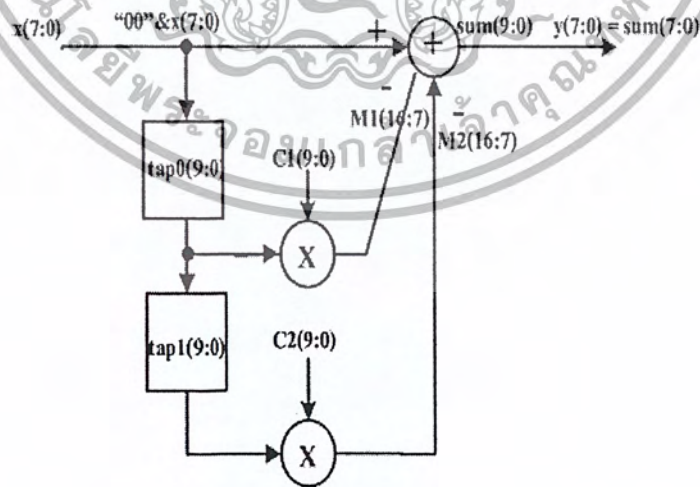 x(7:0)
"00"&x(7:0)
+
+
sum(9:0)
y(7:0) = sum(7:0)
-
-
M1(16:7)
M2(16:7)
tap0(9:0)
C1(9:0)
X
tap1(9:0)
C2(9:0)
X